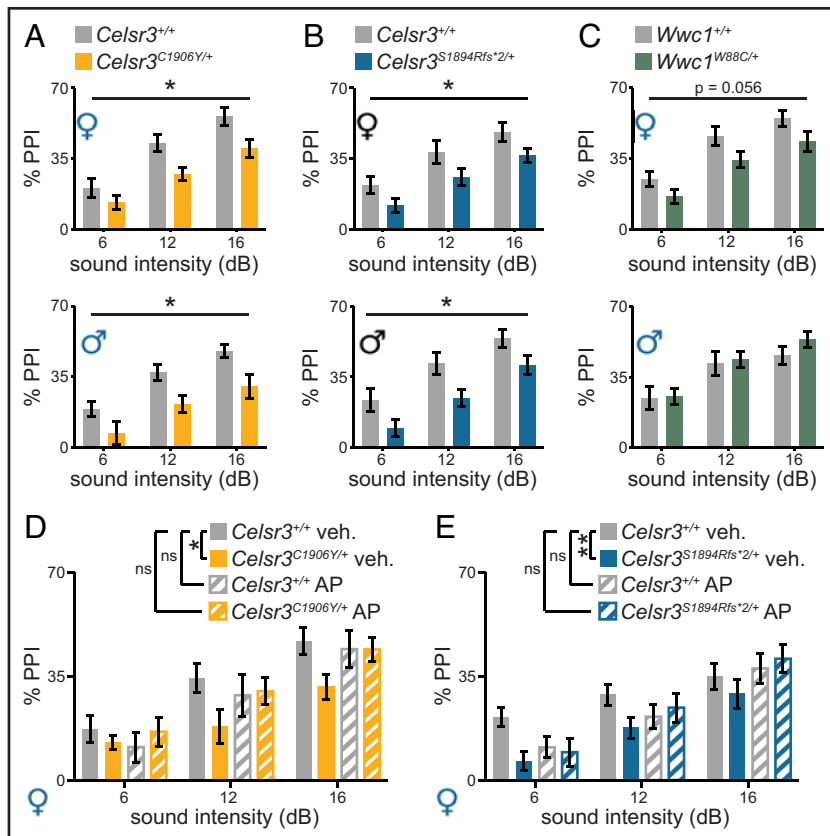 A
Celsr3+/+
Celsr3C1906Y/+
70
35
0
% PPI
*
♀
6 12 16
sound intensity (dB)
70
35
0
% PPI
*
♂
6 12 16
sound intensity (dB)
B
Celsr3+/+
Celsr3S1894Rfs*2/+
70
35
0
% PPI
*
♀
6 12 16
sound intensity (dB)
70
35
0
% PPI
*
♂
6 12 16
sound intensity (dB)
C
Wwc1+/+
Wwc1W88C/+
70
35
0
% PPI
p = 0.056
♀
6 12 16
sound intensity (dB)
70
35
0
% PPI
♂
6 12 16
sound intensity (dB)
D
ns
ns
*
Celsr3+/+ veh.
Celsr3C1906Y/+ veh.
Celsr3+/+ AP
Celsr3C1906Y/+ AP
70
35
0
% PPI
6 12 16
sound intensity (dB)
♀
E
ns
ns
**
Celsr3+/+ veh.
Celsr3S1894Rfs*2/+ veh.
Celsr3+/+ AP
Celsr3S1894Rfs*2/+ AP
70
35
0
% PPI
6 12 16
sound intensity (dB)
♀